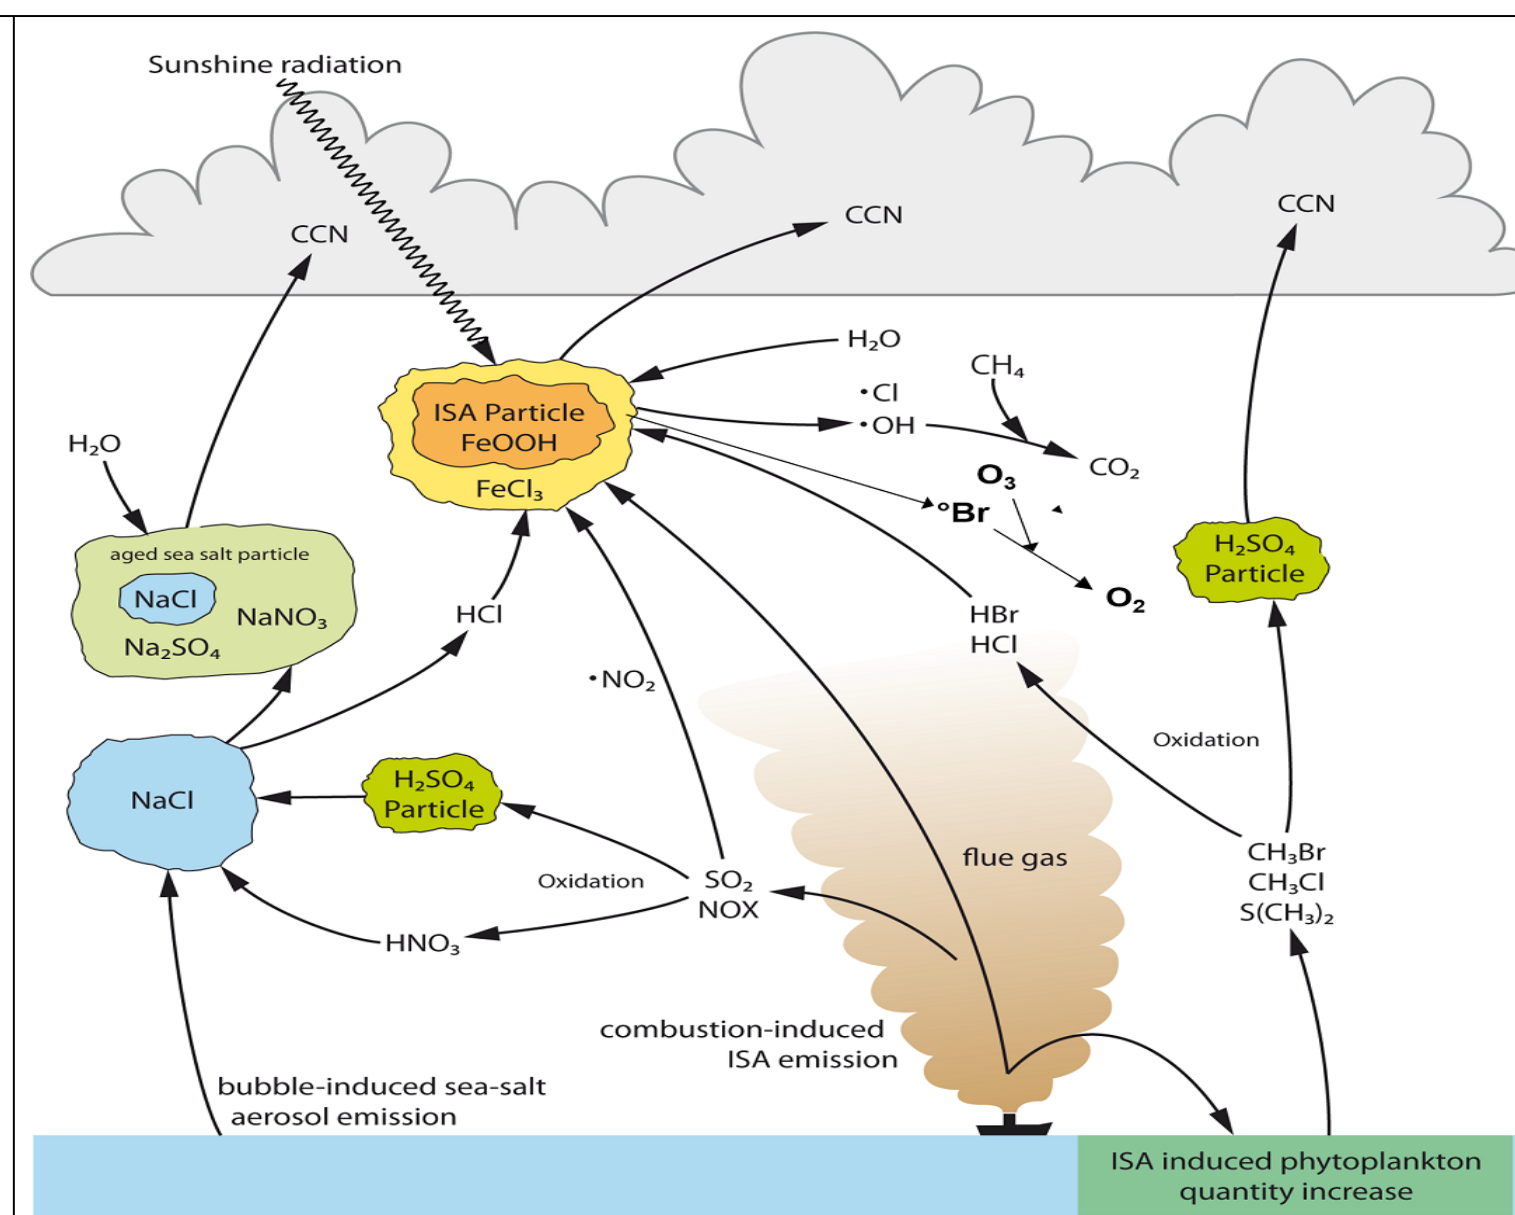 Sunshine radiation
CCN
CCN
CCN
H₂O
CH₄
•Cl
•OH
CO₂
ISA Particle
FeOOH
FeCl₃
O₃
°Br
O₂
H₂O
aged sea salt particle
NaCl
NaNO₃
Na₂SO₄
HCl
HBr
HCl
H₂SO₄
Particle
•NO₂
Oxidation
NaCl
H₂SO₄
Particle
Oxidation
SO₂
NOX
HNO₃
flue gas
CH₃Br
CH₃Cl
S(CH₃)₂
combustion-induced
ISA emission
bubble-induced sea-salt
aerosol emission
ISA induced phytoplankton
quantity increase